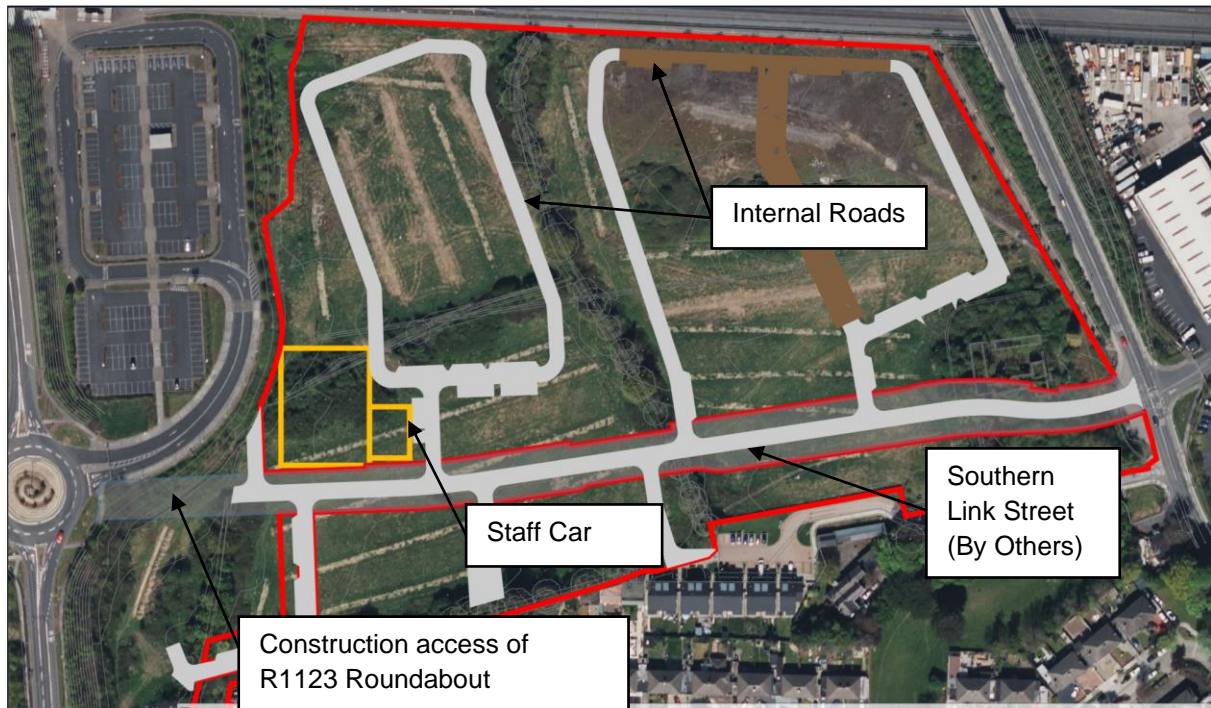 Internal Roads
Southern
Link Street
(By Others)
Staff Car
Construction access of
R1123 Roundabout